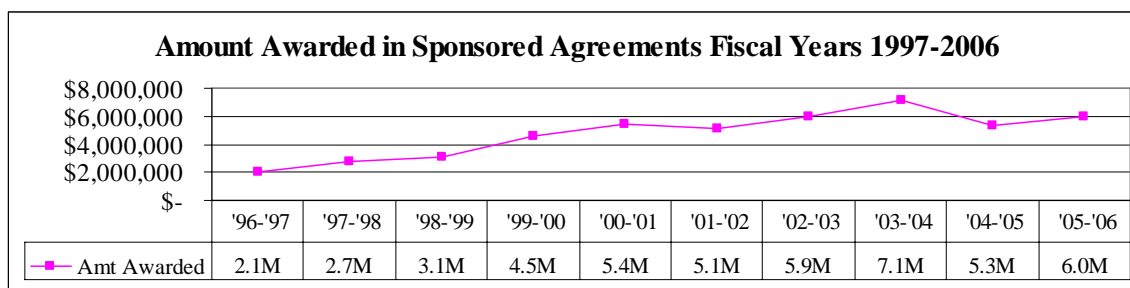 Amount Awarded in Sponsored Agreements Fiscal Years 1997-2006
$8,000,000
$6,000,000
$4,000,000
$2,000,000
$-
'96-'97 '97-'98 '98-'99 '99-'00 '00-'01 '01-'02 '02-'03 '03-'04 '04-'05 '05-'06
Amt Awarded 2.1M 2.7M 3.1M 4.5M 5.4M 5.1M 5.9M 7.1M 5.3M 6.0M